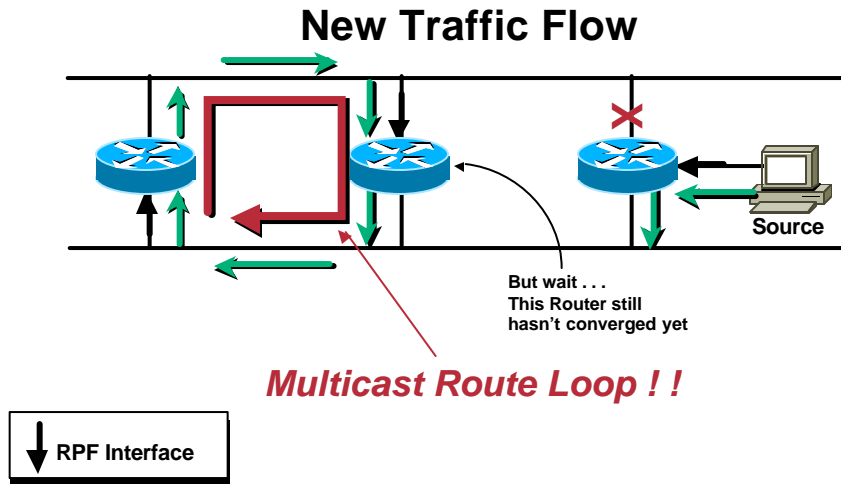 New Traffic Flow
Source
But wait . . .
This Router still
hasn't converged yet
Multicast Route Loop ! !
RPF Interface